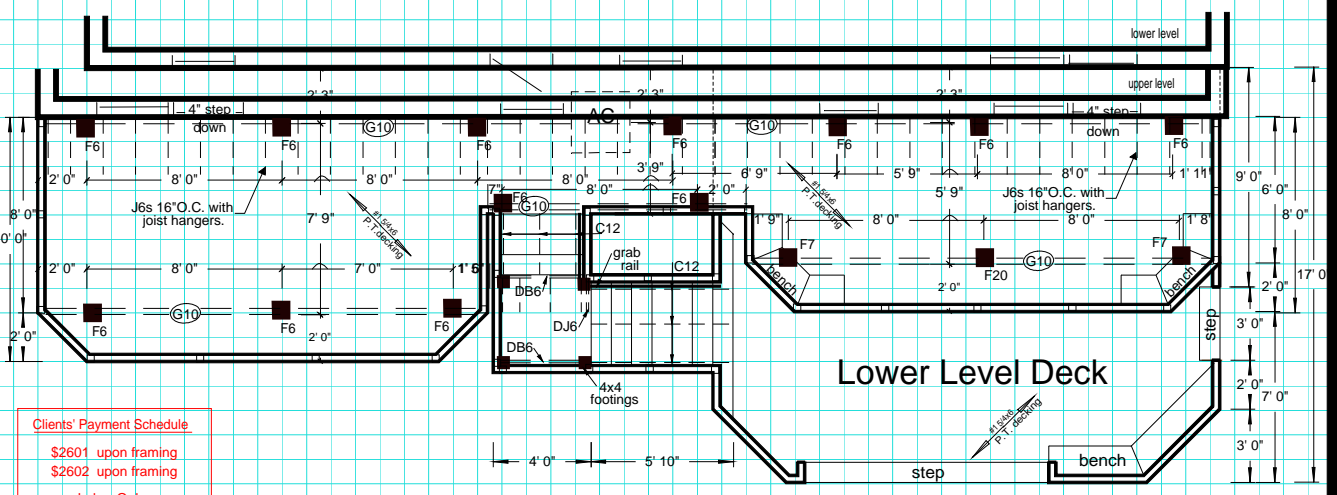 lower level
upper level
2' 3"
2' 3"
2' 3"
4" step
down
AC
4" step
down
G10
G10
F6
F6
F6
F6
F6
F6
F6
3' 9"
2' 0"
8' 0"
8' 0"
8' 0"
6' 9"
5' 9"
8' 0"
1' 11"
7"
8' 0"
2' 0"
5' 9"
J6s 16"O.C. with
joist hangers.
J6s 16"O.C. with
joist hangers.
#1.5/4x6
P.T.decking
#1.5/4x6
P.T.decking
F6
G10
F6
1' 9"
8' 0"
8' 0"
1' 8"
7' 9"
C12
grab
rail
C12
F7
F20
G10
F7
bench
bench
2' 0"
8' 0"
7' 0"
2' 0"
DB6
DJ6
DB6
F6
G10
F6
F6
2' 0"
8' 0"
2' 0"
9' 0"
6' 0"
8' 0"
2' 0"
17' 0"
3' 0"
step
2' 0"
7' 0"
3' 0"
4x4
footings
Lower Level Deck
#1.5/4x6
P.T. decking
4' 0"
5' 10"
step
bench
Clients' Payment Schedule
$2601 upon framing
$2602 upon framing